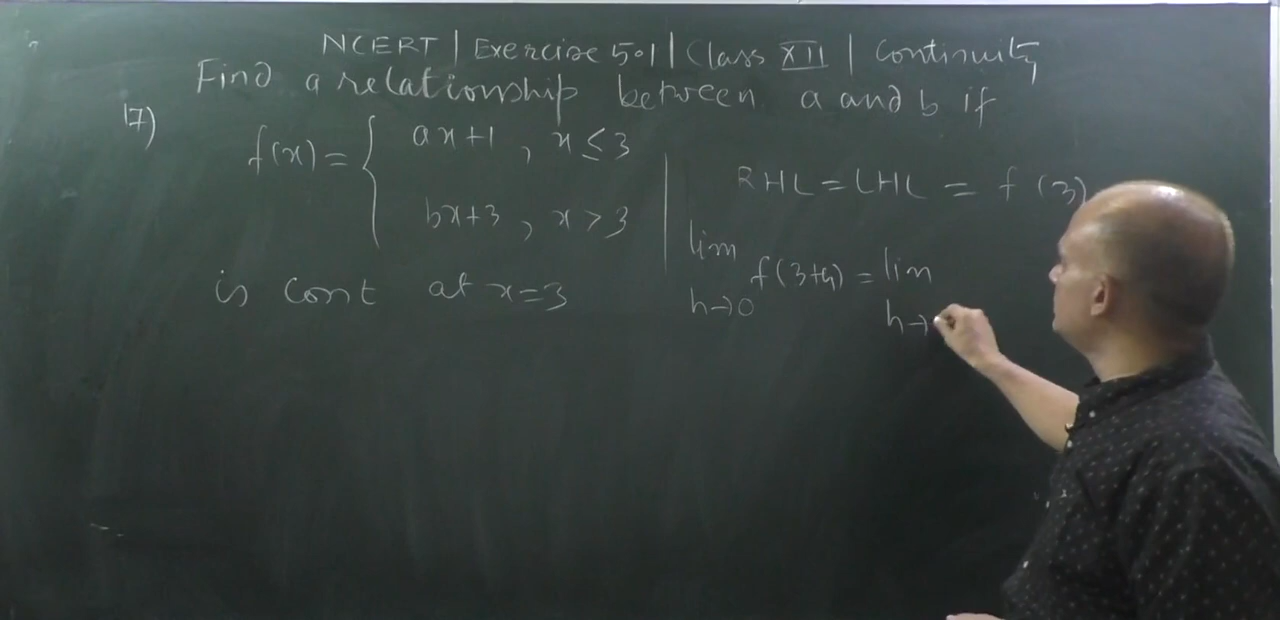 NCERT | Exercise 5.1 | Class XII | Continuity
Find a relationship between a and b if
17)
f(x) = { ax+1 , x ≤ 3
bx+3 , x > 3
is cont at x=3
RHL = LHL = f(3)
lim h→0 f(3+h) = lim h→